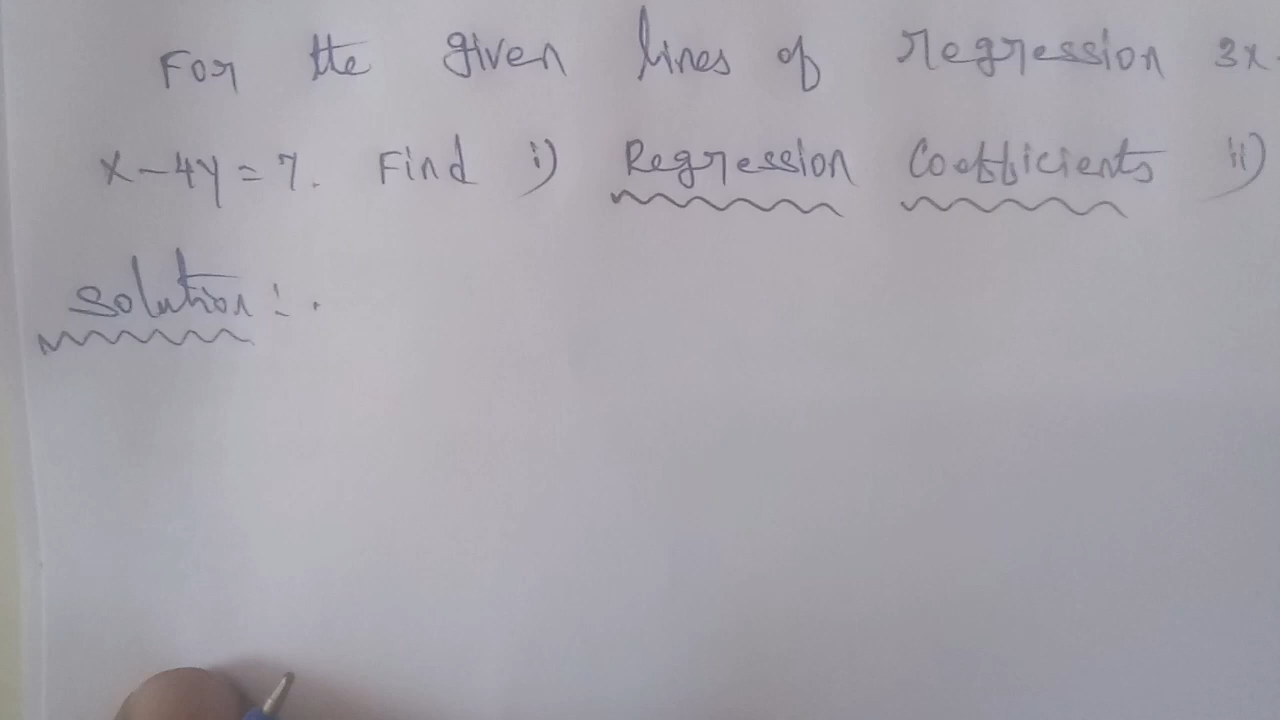 For the given lines of regression 3x
x-4y=7. Find i) Regression Coefficients ii)
Solution:-